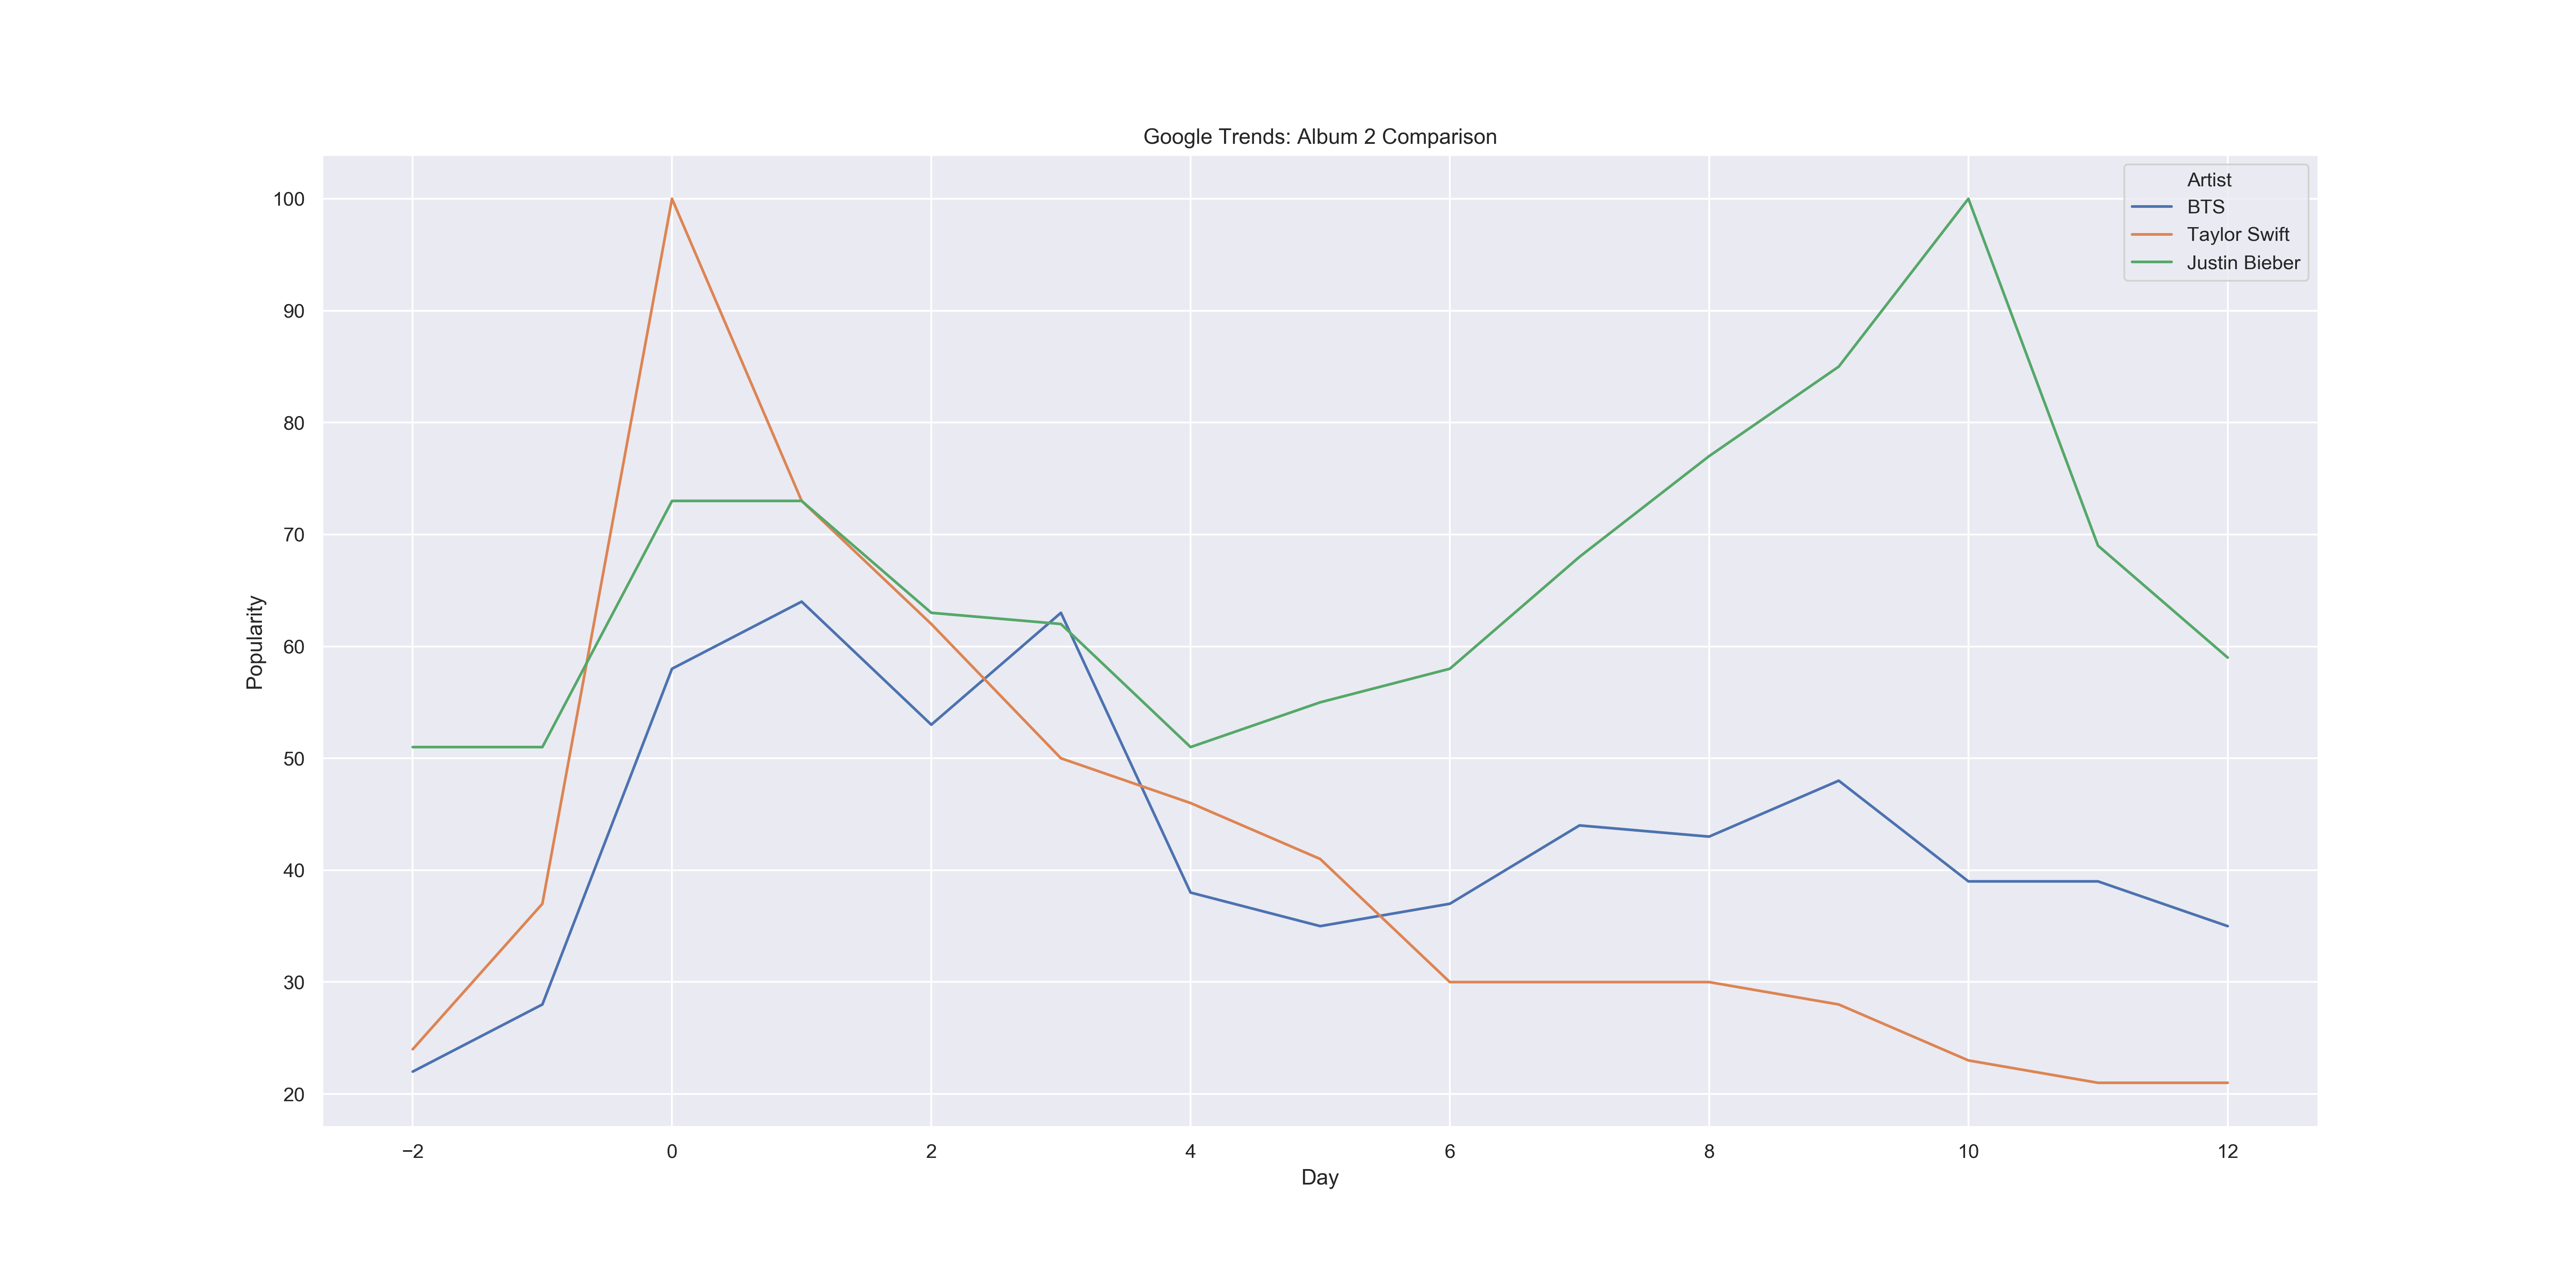 Google Trends: Album 2 Comparison
Artist
BTS
Taylor Swift
Justin Bieber
Popularity
100
90
80
70
60
50
40
30
20
−2 0 2 4 6 8 10 12
Day